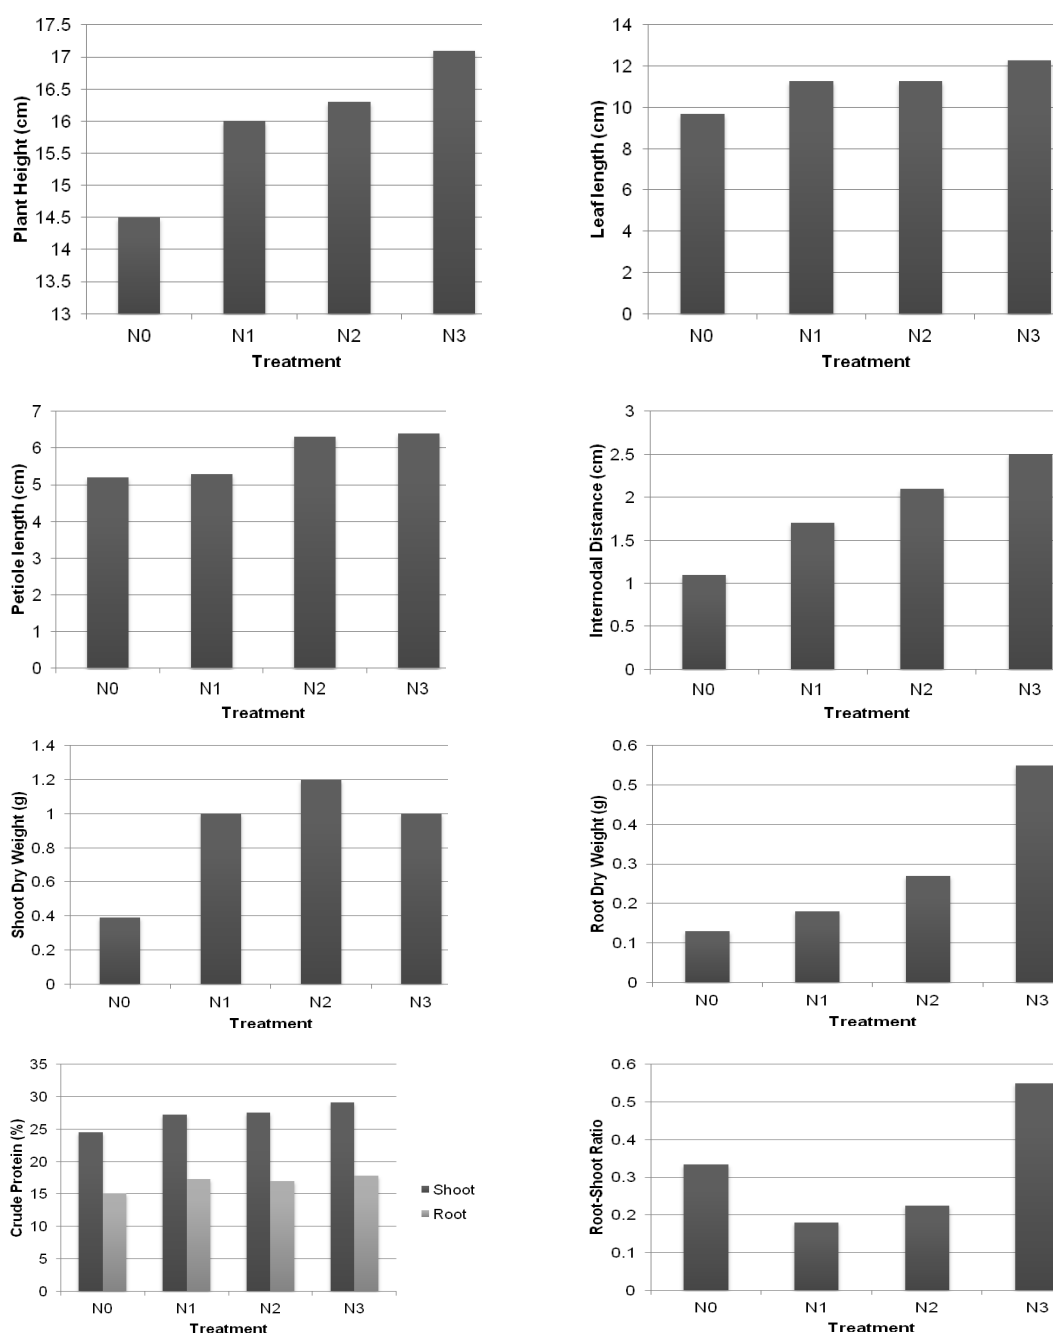 Plant Height (cm)
17.5
17
16.5
16
15.5
15
14.5
14
13.5
13
N0 N1 N2 N3
Treatment
Leaf length (cm)
14
12
10
8
6
4
2
0
N0 N1 N2 N3
Treatment
Petiole length (cm)
7
6
5
4
3
2
1
0
N0 N1 N2 N3
Treatment
Internodal Distance (cm)
3
2.5
2
1.5
1
0.5
0
N0 N1 N2 N3
Treatment
Shoot Dry Weight (g)
1.4
1.2
1
0.8
0.6
0.4
0.2
0
N0 N1 N2 N3
Treatment
Root Dry Weight (g)
0.6
0.5
0.4
0.3
0.2
0.1
0
N0 N1 N2 N3
Treatment
Crude Protein (%)
35
30
25
20
15
10
5
0
N0 N1 N2 N3
Treatment
Shoot
Root
Root-Shoot Ratio
0.6
0.5
0.4
0.3
0.2
0.1
0
N0 N1 N2 N3
Treatment